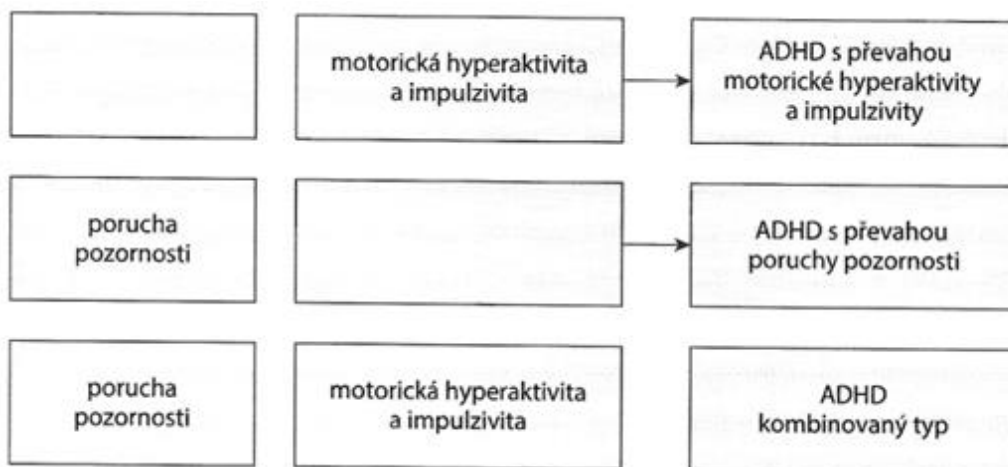 motorická hyperaktivita
a impulzivita
ADHD s převahou
motorické hyperaktivity
a impulzivity
porucha
pozornosti
ADHD s převahou
poruchy pozornosti
porucha
pozornosti
motorická hyperaktivita
a impulzivita
ADHD
kombinovaný typ